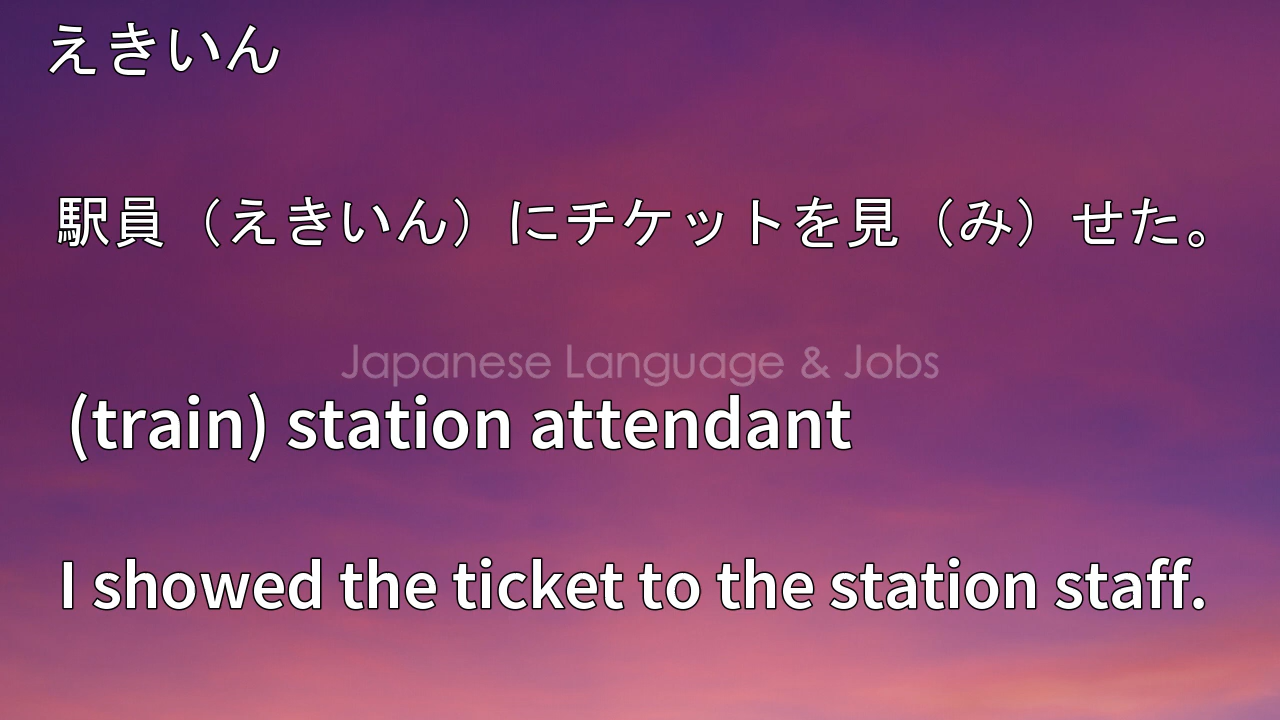 えきいん
駅員（えきいん）にチケットを見（み）せた。
Japanese Language & Jobs
(train) station attendant
I showed the ticket to the station staff.